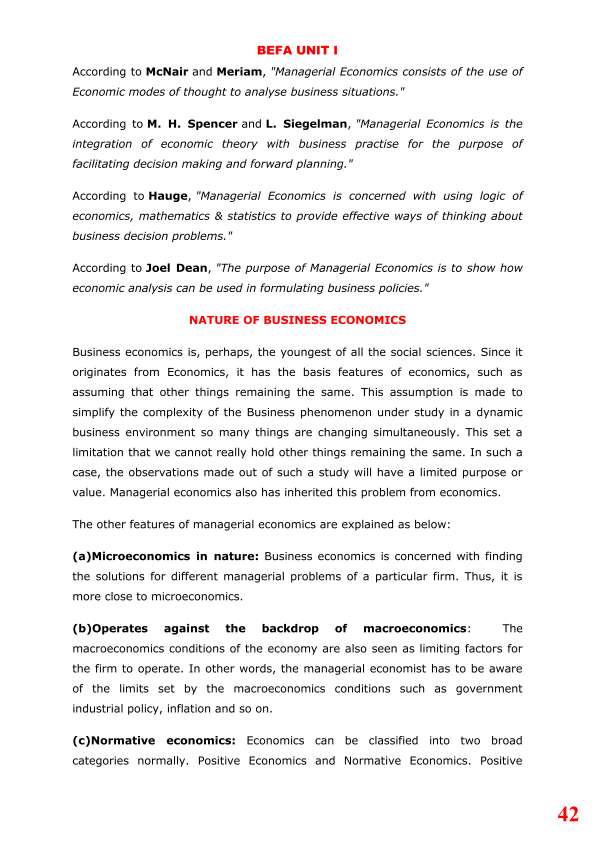 BEFA UNIT I
According to McNair and Meriam, "Managerial Economics consists of the use of
Economic modes of thought to analyse business situations."
According to M. H. Spencer and L. Siegelman, "Managerial Economics is the
integration of economic theory with business practise for the purpose of
facilitating decision making and forward planning."
According to Hauge, "Managerial Economics is concerned with using logic of
economics, mathematics & statistics to provide effective ways of thinking about
business decision problems."
According to Joel Dean, "The purpose of Managerial Economics is to show how
economic analysis can be used in formulating business policies."
NATURE OF BUSINESS ECONOMICS
Business economics is, perhaps, the youngest of all the social sciences. Since it
originates from Economics, it has the basis features of economics, such as
assuming that other things remaining the same. This assumption is made to
simplify the complexity of the Business phenomenon under study in a dynamic
business environment so many things are changing simultaneously. This set a
limitation that we cannot really hold other things remaining the same. In such a
case, the observations made out of such a study will have a limited purpose or
value. Managerial economics also has inherited this problem from economics.
The other features of managerial economics are explained as below:
(a)Microeconomics in nature: Business economics is concerned with finding
the solutions for different managerial problems of a particular firm. Thus, it is
more close to microeconomics.
(b)Operates against the backdrop of macroeconomics: The
macroeconomics conditions of the economy are also seen as limiting factors for
the firm to operate. In other words, the managerial economist has to be aware
of the limits set by the macroeconomics conditions such as government
industrial policy, inflation and so on.
(c)Normative economics: Economics can be classified into two broad
categories normally. Positive Economics and Normative Economics. Positive
42